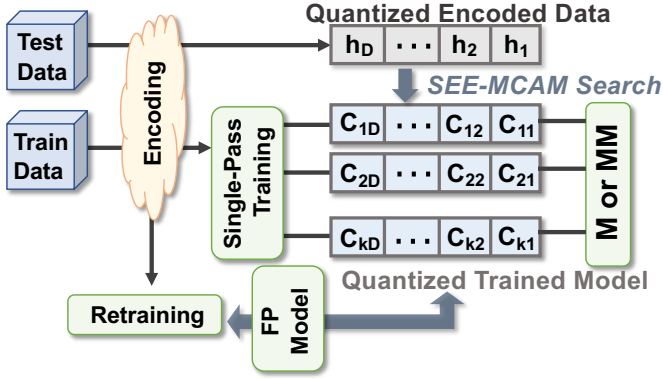 Quantized Encoded Data
Test
Data
h_D ··· h_2 h_1
SEE-MCAM Search
Train
Data
Encoding
Single-Pass
Training
C_1D ··· C_12 C_11
C_2D ··· C_22 C_21
C_kD ··· C_k2 C_k1
M or MM
Quantized Trained Model
Retraining
FP
Model